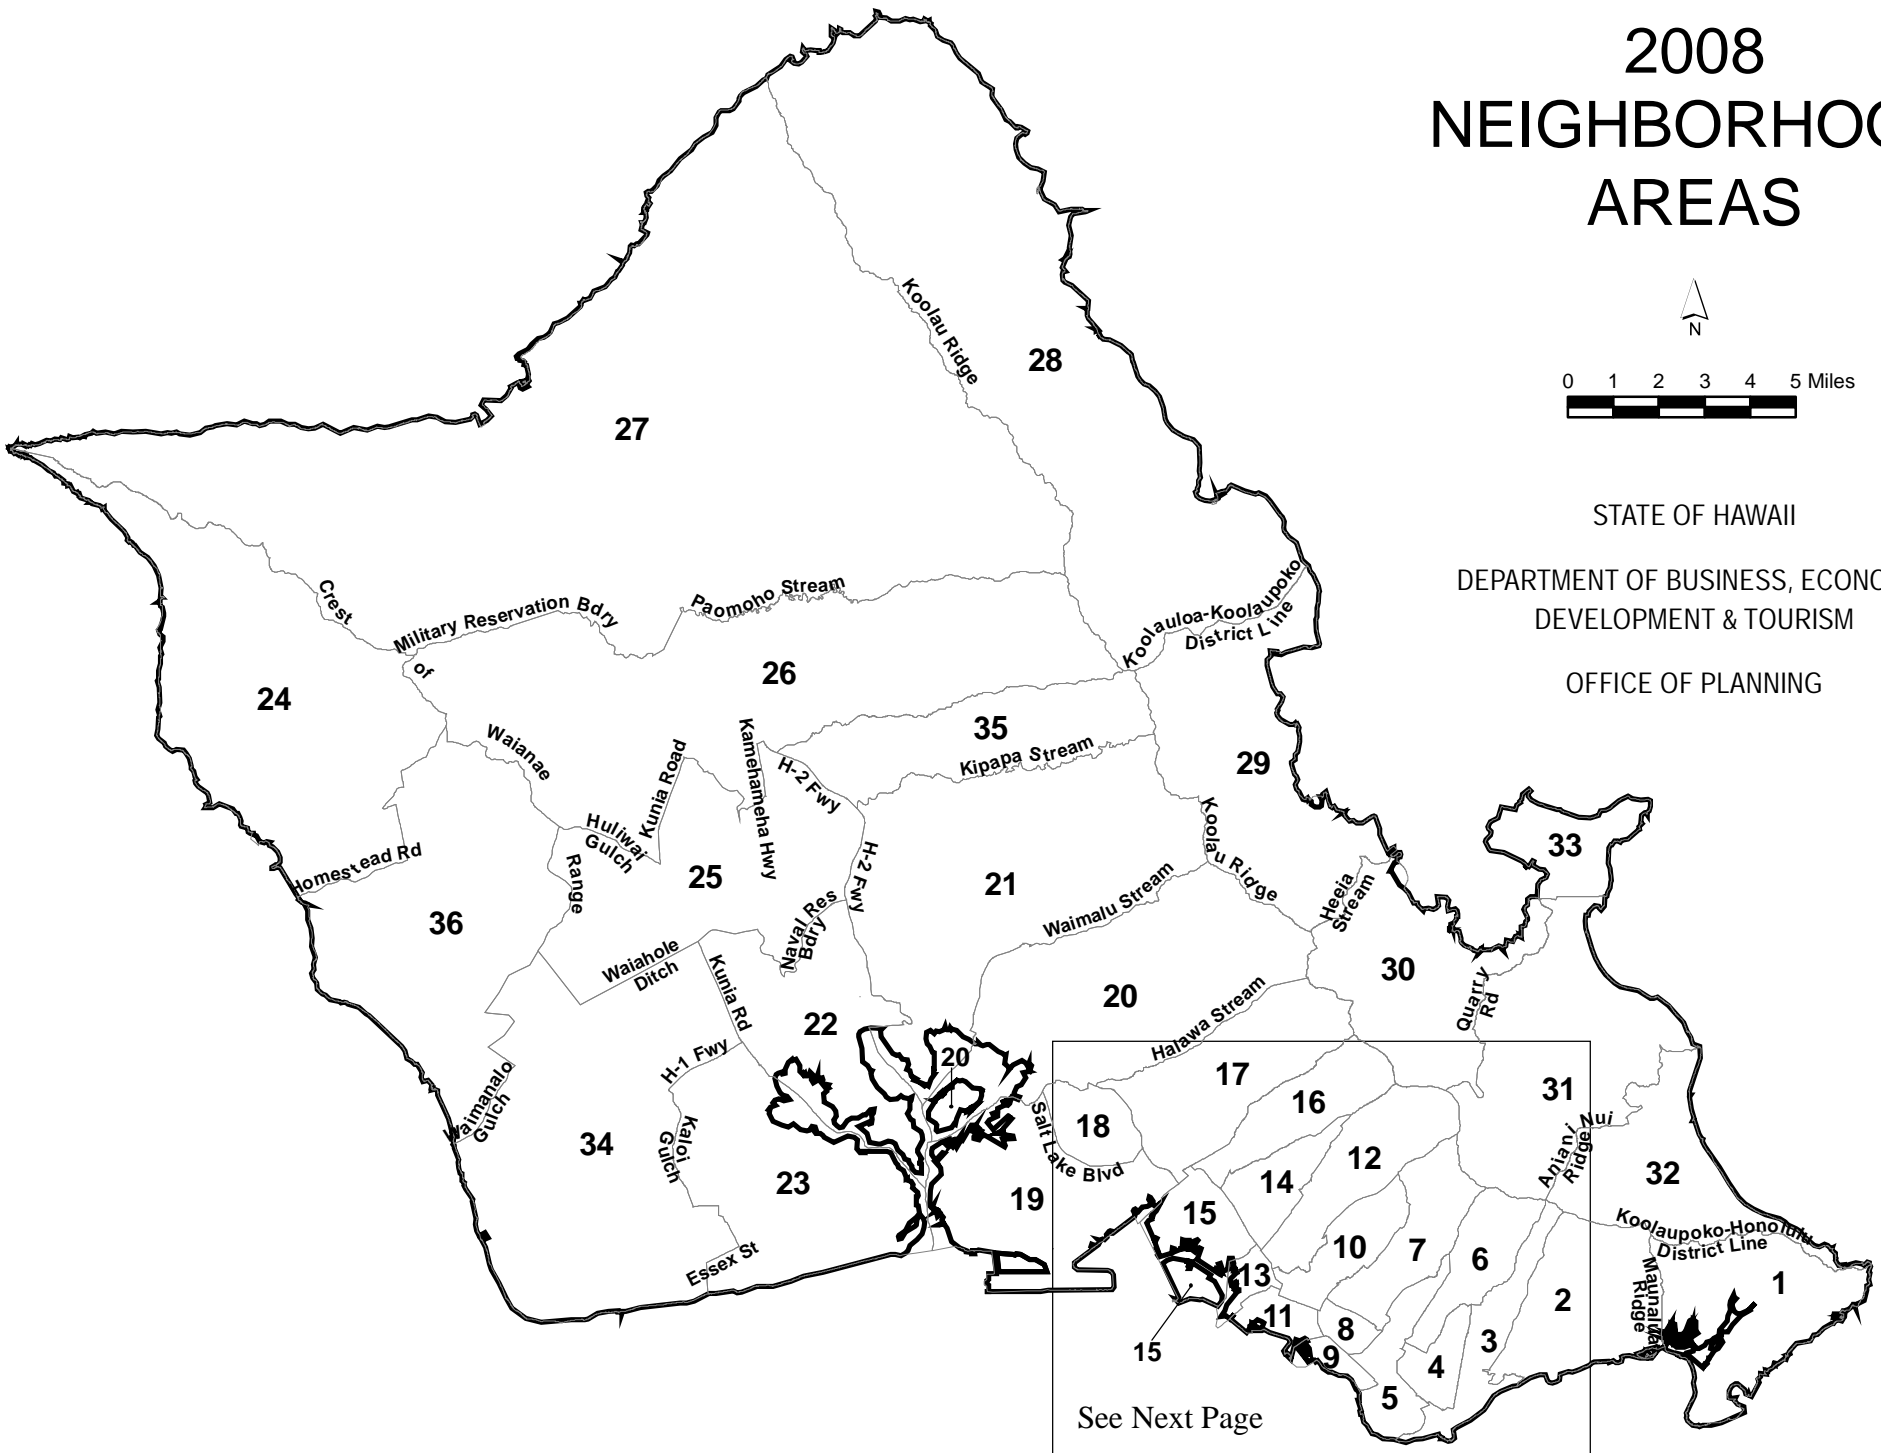 2008
NEIGHBORHOO
AREAS
N
0 1 2 3 4 5 Miles
STATE OF HAWAII
DEPARTMENT OF BUSINESS, ECONO
DEVELOPMENT & TOURISM
OFFICE OF PLANNING
Koolau Ridge
28
27
Crest
of
Military Reservation Bdry
Paomoho Stream
Koolauloa-Koolaupoko
District Line
24
26
35
Kipapa Stream
29
Waianae
Kunia Road
Kamehameha Hwy
H-2 Fwy
Huliwai
Gulch
Koolau Ridge
33
Homestead Rd
Range
25
H-2 Fwy
21
Waimalu Stream
Heeia
Stream
36
Naval Res
Bdry
Waiahole
Ditch
Kunia Rd
20
Halawa Stream
30
Quarry
Rd
22
H-1 Fwy
20
17
16
31
Waimanalo
Gulch
34
Kaloi
Gulch
23
Salt Lake Blvd
18
19
12
14
15
Aniani Nui
Ridge
32
Koolaupoko-Honolulu
District Line
10
7
6
13
2
1
Maunalua
Ridge
11
8
3
15
9
4
5
Essex St
See Next Page